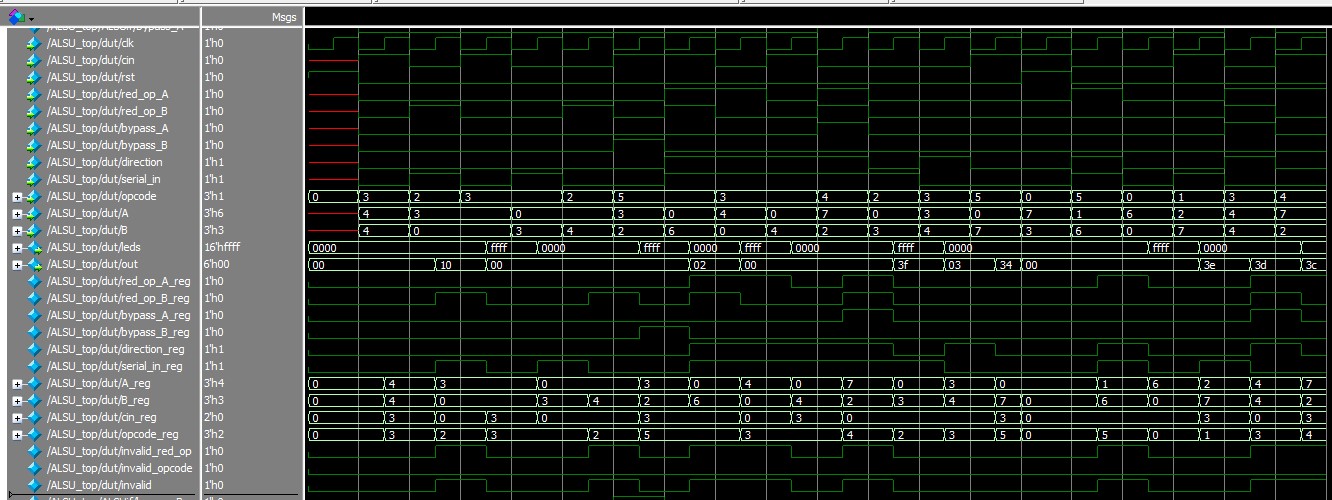 Msgs
/ALSU_top/dut/clk 1'h0
/ALSU_top/dut/cin 1'h0
/ALSU_top/dut/rst 1'h0
/ALSU_top/dut/red_op_A 1'h0
/ALSU_top/dut/red_op_B 1'h0
/ALSU_top/dut/bypass_A 1'h0
/ALSU_top/dut/bypass_B 1'h0
/ALSU_top/dut/direction 1'h1
/ALSU_top/dut/serial_in 1'h1
/ALSU_top/dut/opcode 3'h1 0 3 2 3 2 5 3 4 2 3 5 0 5 0 1 3 4
/ALSU_top/dut/A 3'h6 4 3 0 3 0 4 0 7 0 3 0 7 1 6 2 4 7
/ALSU_top/dut/B 3'h3 4 0 3 4 2 6 0 4 2 3 4 7 3 6 0 7 4 2
/ALSU_top/dut/leds 16'hffff 0000 ffff 0000 ffff 0000 ffff 0000 ffff 0000 ffff 0000
/ALSU_top/dut/out 6'h00 00 10 00 02 00 3f 03 34 00 3e 3d 3c
/ALSU_top/dut/red_op_A_reg 1'h0
/ALSU_top/dut/red_op_B_reg 1'h0
/ALSU_top/dut/bypass_A_reg 1'h0
/ALSU_top/dut/bypass_B_reg 1'h0
/ALSU_top/dut/direction_reg 1'h1
/ALSU_top/dut/serial_in_reg 1'h1
/ALSU_top/dut/A_reg 3'h4 0 4 3 0 3 0 4 0 7 0 3 0 1 6 2 4 7
/ALSU_top/dut/B_reg 3'h3 0 4 0 3 4 2 6 0 4 2 3 4 7 0 6 0 7 4 2
/ALSU_top/dut/cin_reg 2'h0 0 3 0 3 0 3 0 3 0 3 0 3 0 3
/ALSU_top/dut/opcode_reg 3'h2 0 3 2 3 2 5 3 4 2 3 5 0 5 0 1 3 4
/ALSU_top/dut/invalid_red_op 1'h0
/ALSU_top/dut/invalid_opcode 1'h0
/ALSU_top/dut/invalid 1'h0